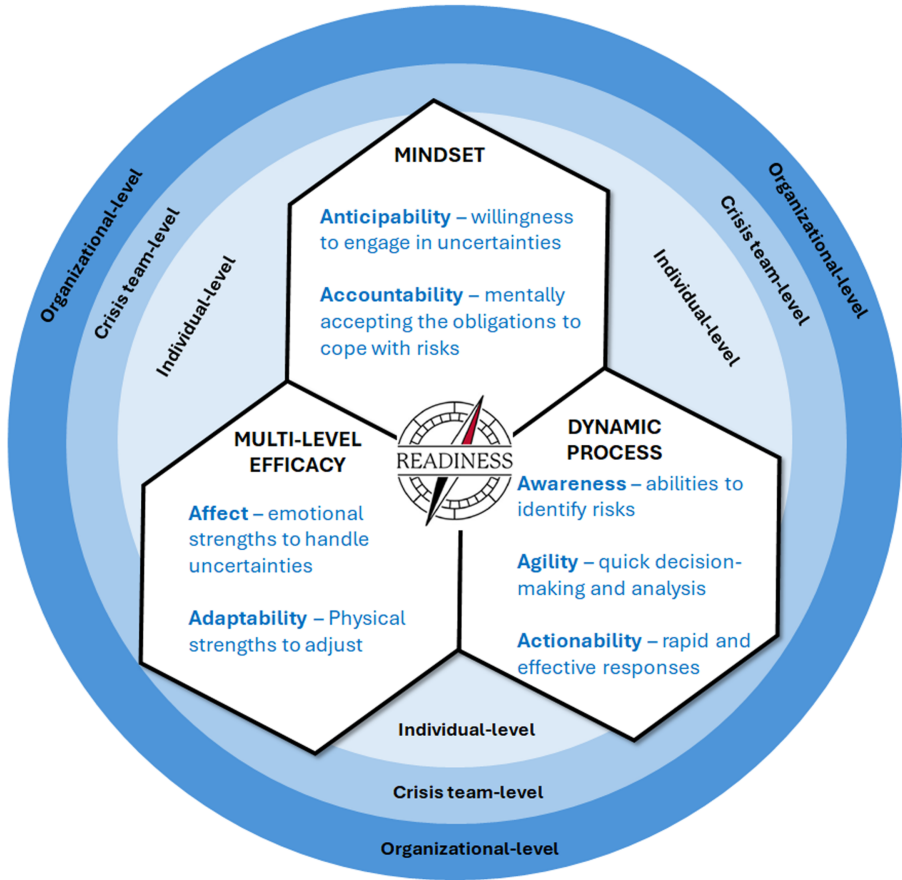 MINDSET
Anticipability – willingness
to engage in uncertainties
Accountability – mentally
accepting the obligations to
cope with risks
Organizational-level
Crisis team-level
Individual-level
Individual-level
Crisis team-level
Organizational-level
READINESS
MULTI-LEVEL
EFFICACY
Affect – emotional
strengths to handle
uncertainties
Adaptability – Physical
strengths to adjust
DYNAMIC
PROCESS
Awareness – abilities to
identify risks
Agility – quick decision-
making and analysis
Actionability – rapid and
effective responses
Individual-level
Crisis team-level
Organizational-level